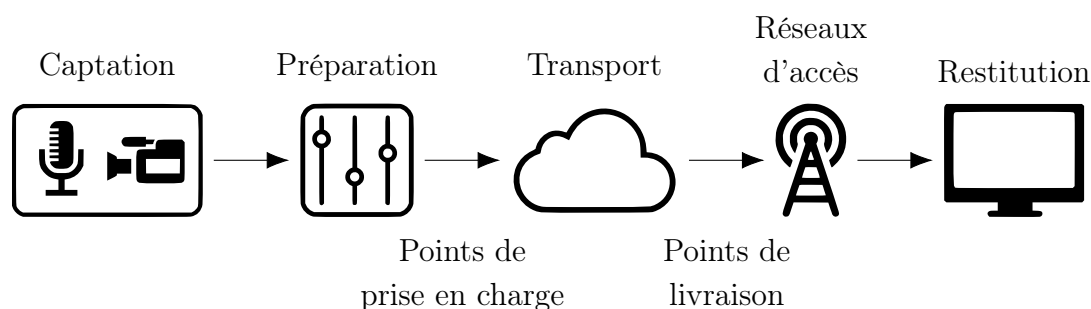 Captation
Préparation
Transport
Réseaux
d'accès
Restitution
Points de
prise en charge
Points de
livraison